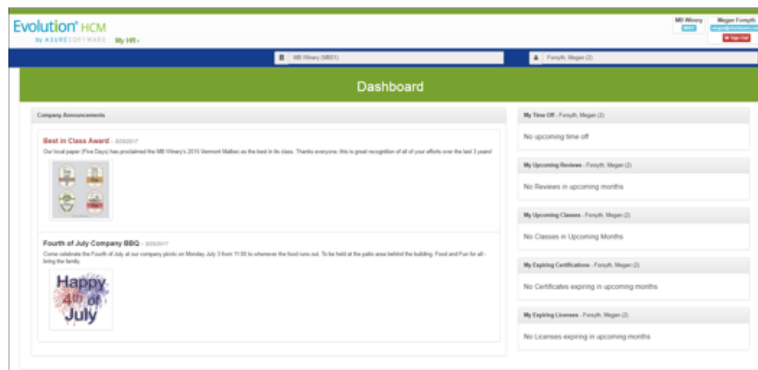 Evolution HCM
by ASURESOFTWARE
My HR
MB Winery
Megan Forsyth
Sign Out
MB Winery (MB01)
Forsyth, Megan (2)
Dashboard
Company Announcements
Best in Class Award
Our local paper (Five Days) has proclaimed the MB Winery's 2015 Vermont Malbec as the best in its class. Thanks everyone, this is great recognition of all of your efforts over the last 3 years!
Fourth of July Company BBQ
Come celebrate the Fourth of July at our company picnic on Monday, July 3 from 11:00 to whenever the food runs out. To be held at the patio area behind the building. Food and Fun for all -
bring the family.
Happy
4th of
July
My Time Off - Forsyth, Megan (2)
No upcoming time off
My Upcoming Reviews - Forsyth, Megan (2)
No Reviews in upcoming months
My Upcoming Classes - Forsyth, Megan (2)
No Classes in Upcoming Months
My Expiring Certifications - Forsyth, Megan (2)
No Certificates expiring in upcoming months
My Expiring Licenses - Forsyth, Megan (2)
No Licenses expiring in upcoming months